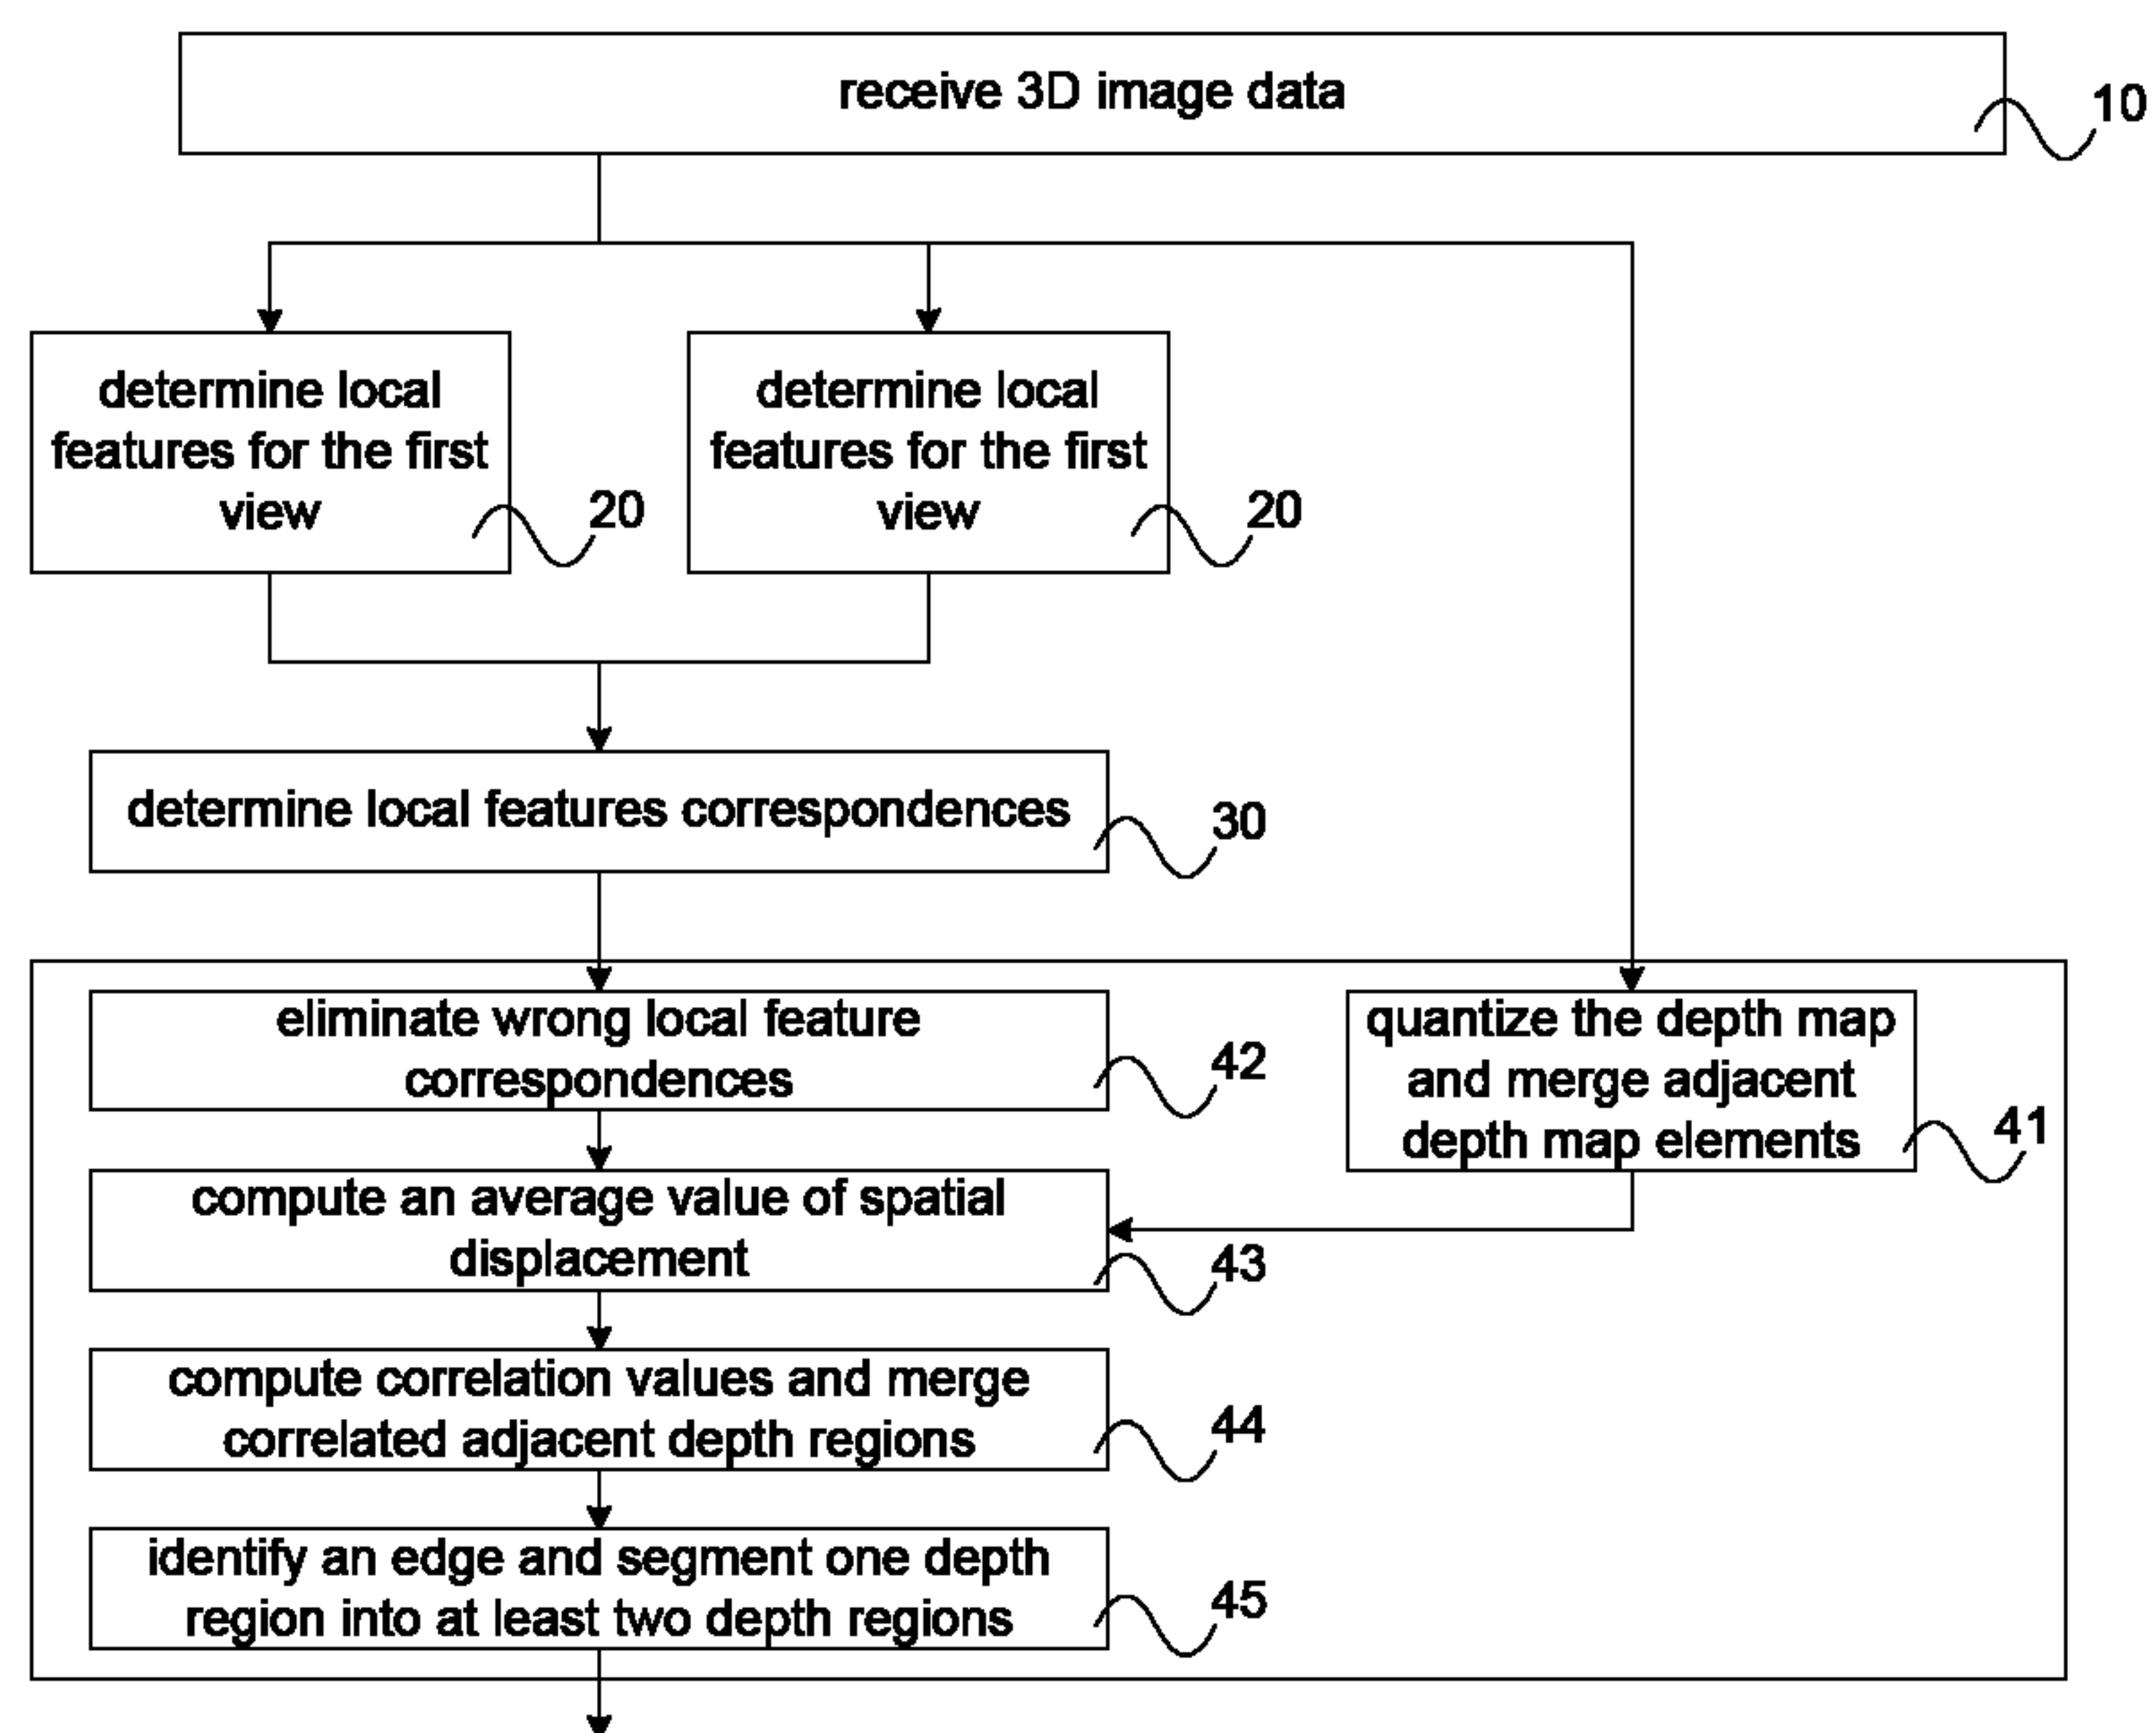 receive 3D image data
10
determine local
features for the first
view
20
determine local
features for the first
view
20
determine local features correspondences
30
eliminate wrong local feature
correspondences
42
quantize the depth map
and merge adjacent
depth map elements
41
compute an average value of spatial
displacement
43
compute correlation values and merge
correlated adjacent depth regions
44
identify an edge and segment one depth
region into at least two depth regions
45